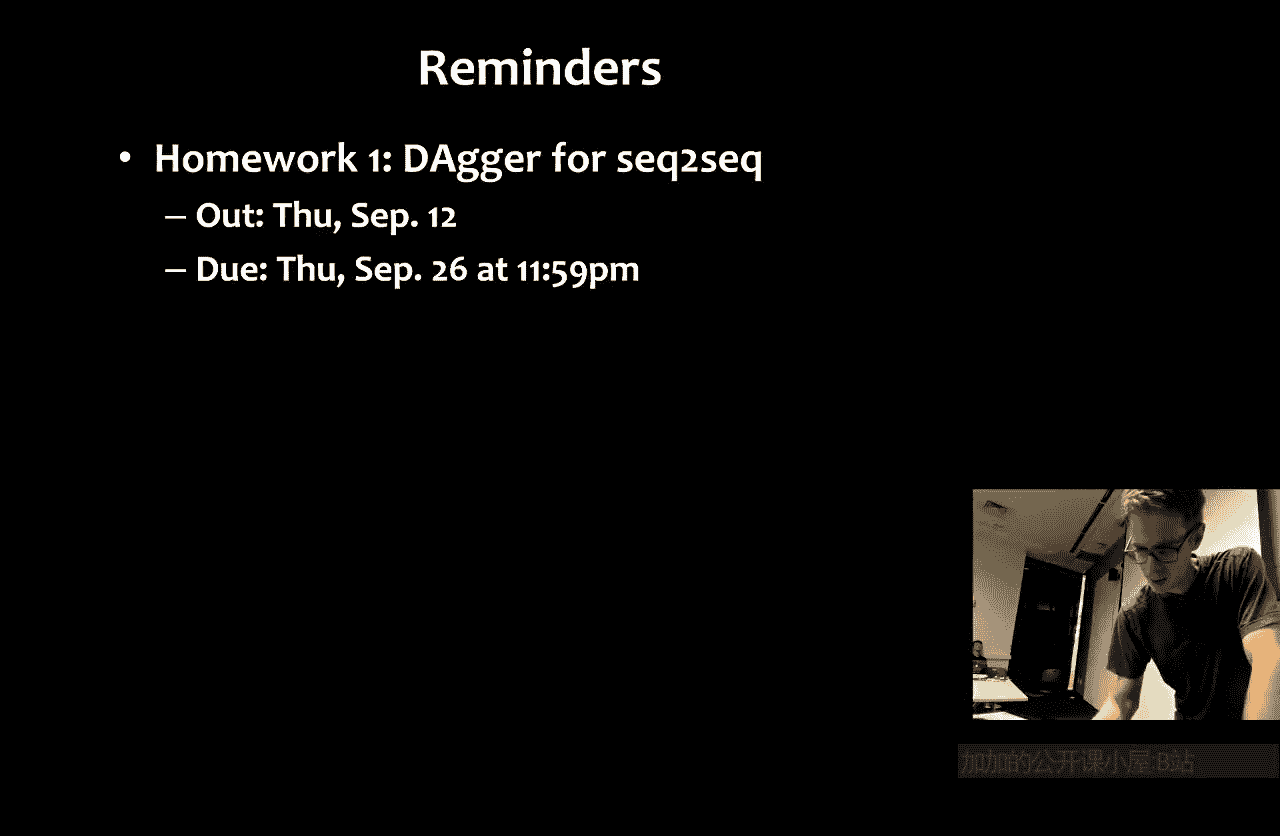 Reminders
• Homework 1: DAgger for seq2seq
– Out: Thu, Sep. 12
– Due: Thu, Sep. 26 at 11:59pm
加加的公开课小屋 B站